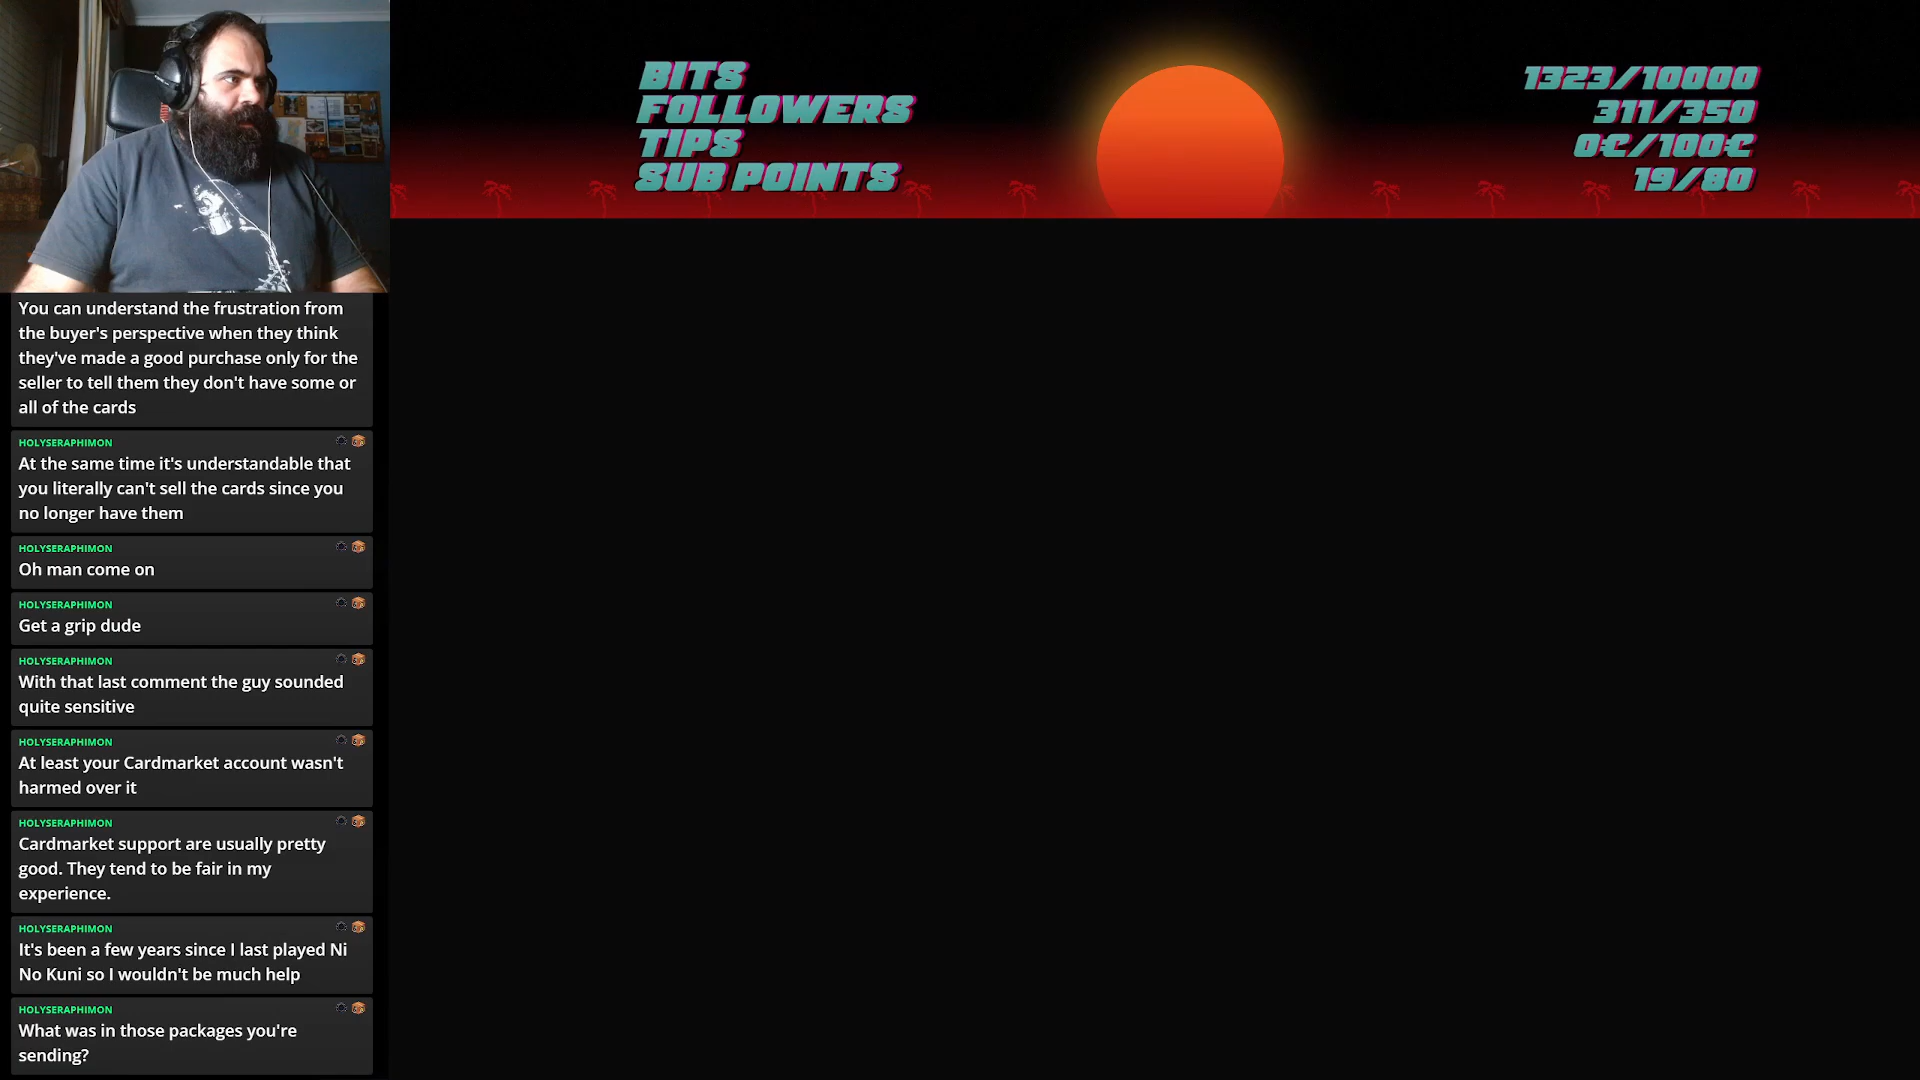 BITS
FOLLOWERS
TIPS
SUB POINTS
1323/10000
311/350
0€/100€
19/80
You can understand the frustration from
the buyer's perspective when they think
they've made a good purchase only for the
seller to tell them they don't have some or
all of the cards
HOLYSERAPHIMON
At the same time it's understandable that
you literally can't sell the cards since you
no longer have them
HOLYSERAPHIMON
Oh man come on
HOLYSERAPHIMON
Get a grip dude
HOLYSERAPHIMON
With that last comment the guy sounded
quite sensitive
HOLYSERAPHIMON
At least your Cardmarket account wasn't
harmed over it
HOLYSERAPHIMON
Cardmarket support are usually pretty
good. They tend to be fair in my
experience.
HOLYSERAPHIMON
It's been a few years since I last played Ni
No Kuni so I wouldn't be much help
HOLYSERAPHIMON
What was in those packages you're
sending?